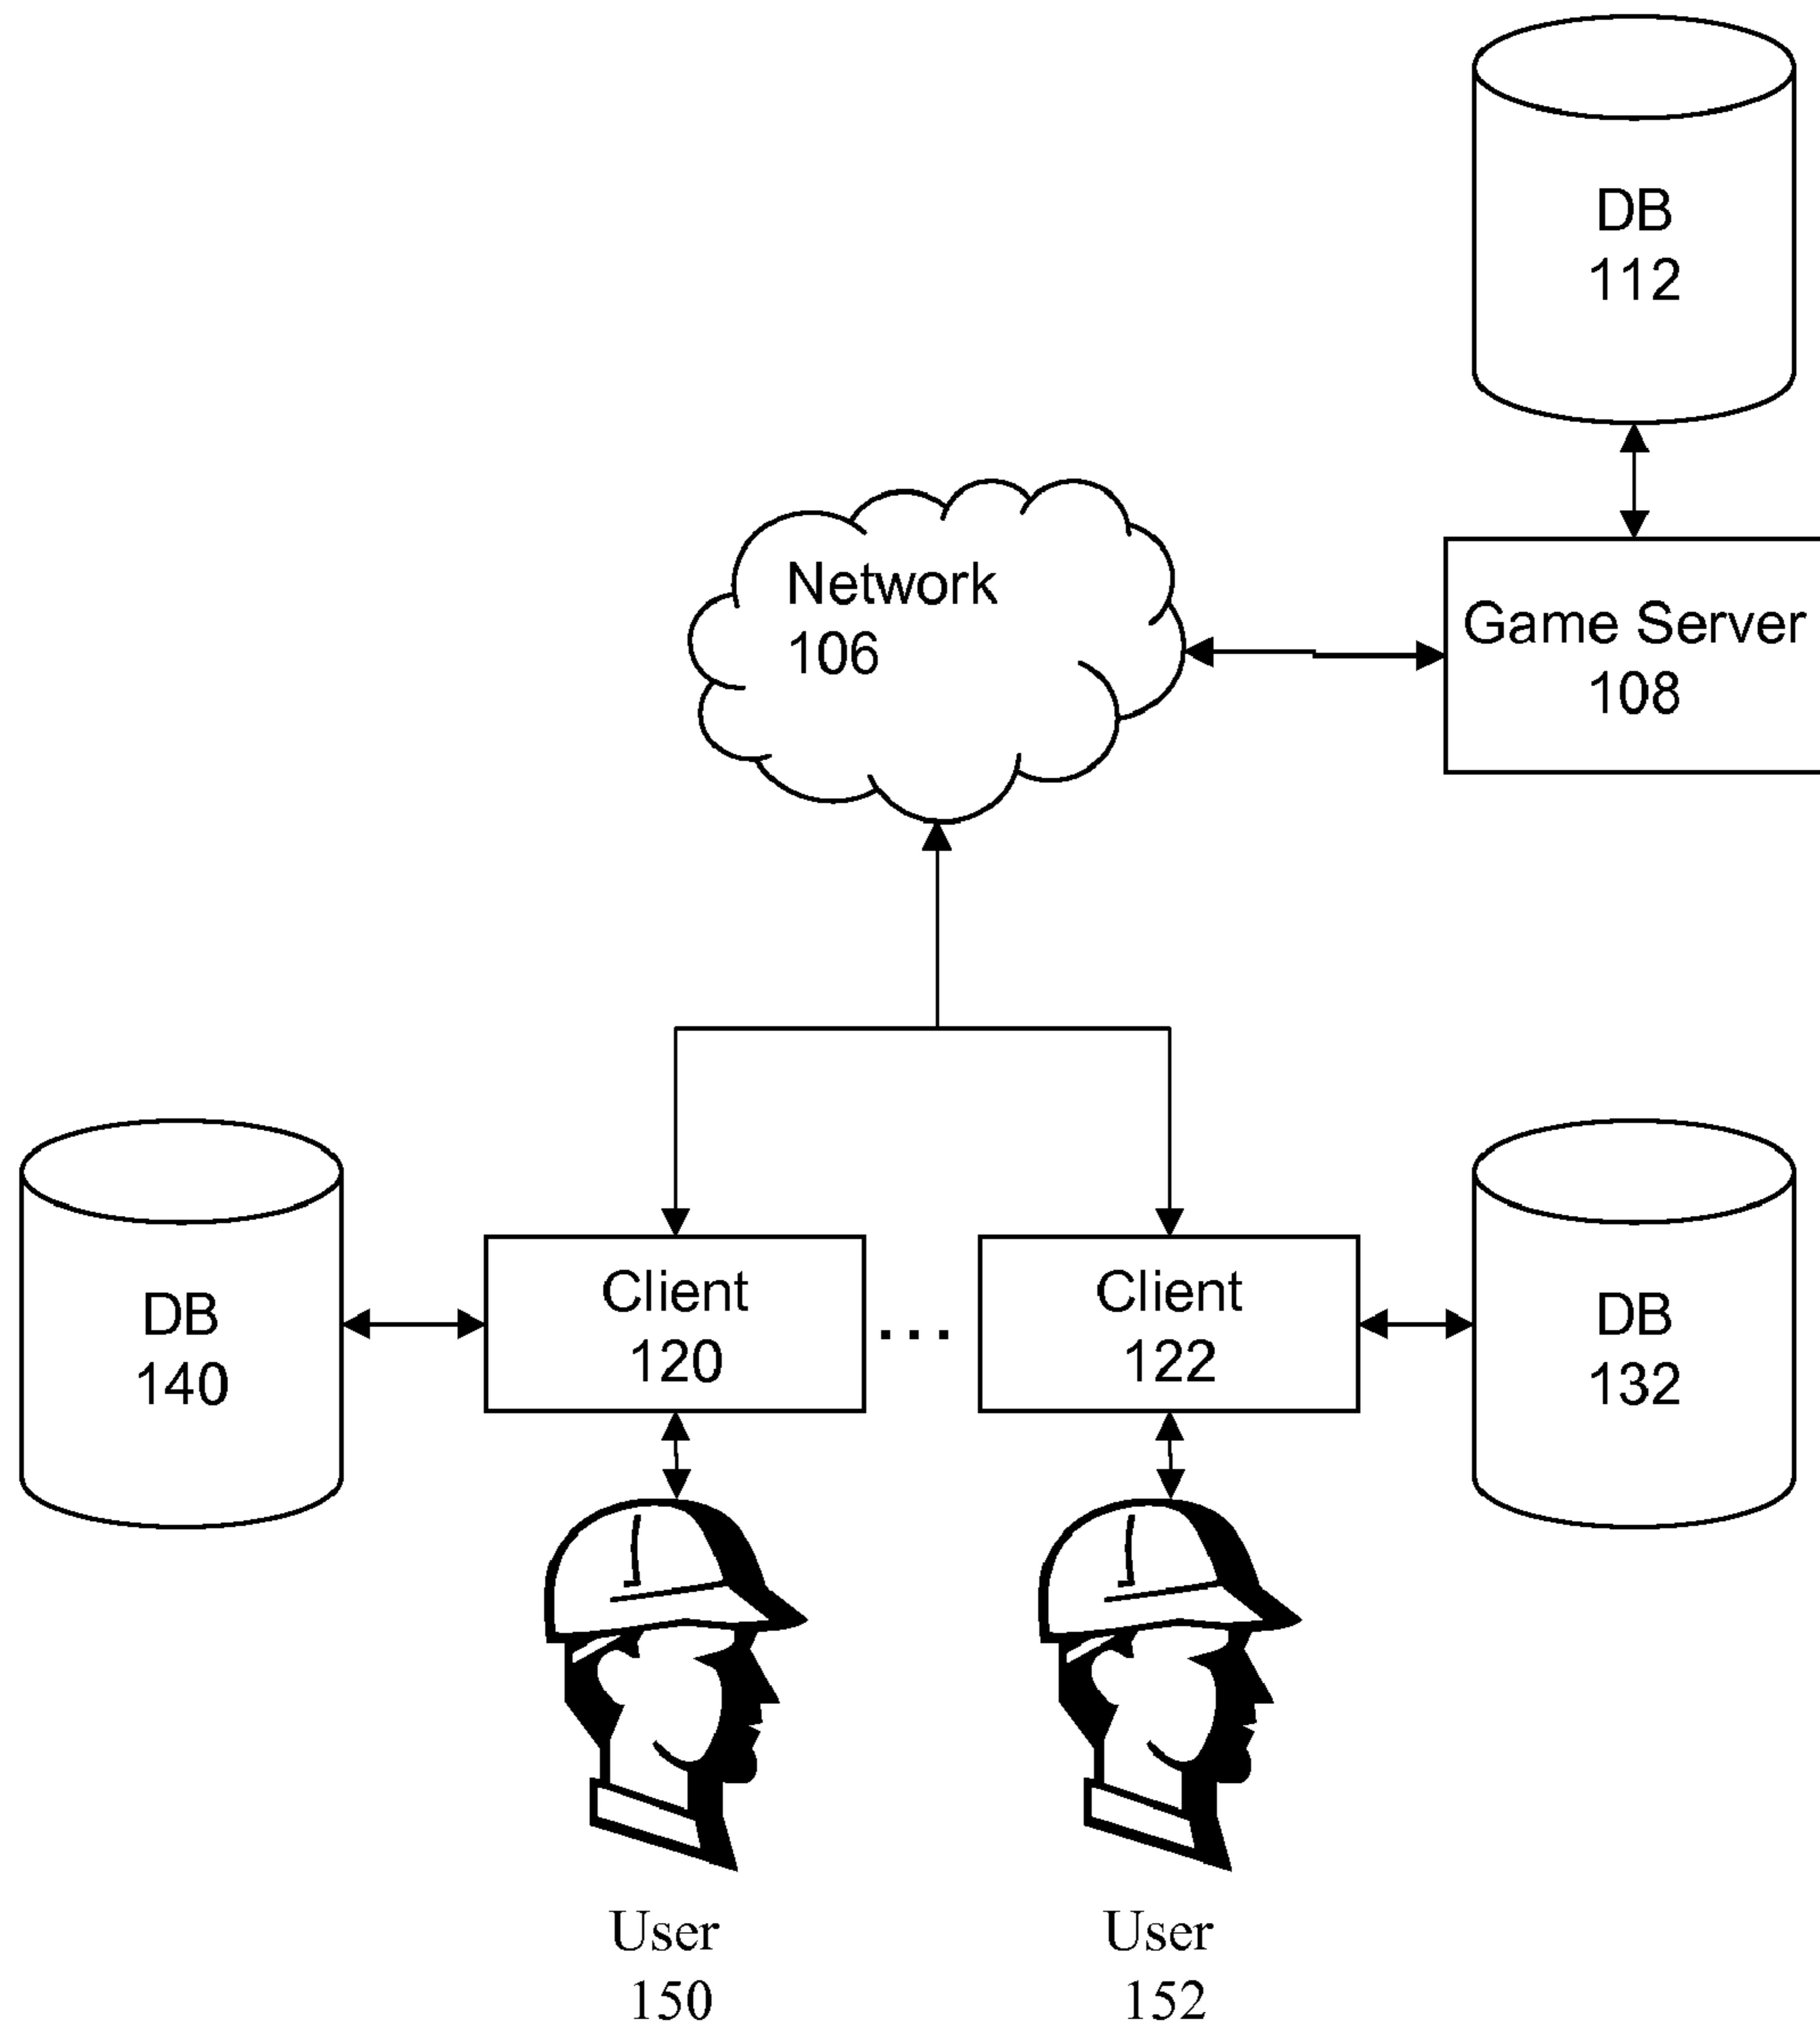 DB
112
Network
106
Game Server
108
DB
140
Client
120
...
Client
122
DB
132
User
150
User
152